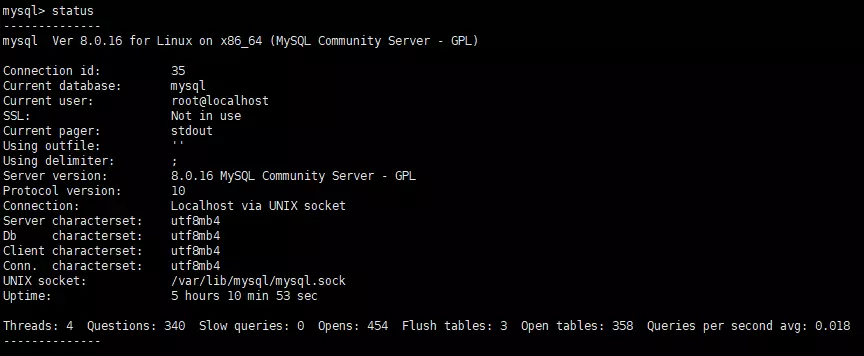 mysql> status
--------------
mysql  Ver 8.0.16 for Linux on x86_64 (MySQL Community Server - GPL)

Connection id:          35
Current database:       mysql
Current user:           root@localhost
SSL:                    Not in use
Current pager:          stdout
Using outfile:          ''
Using delimiter:        ;
Server version:         8.0.16 MySQL Community Server - GPL
Protocol version:       10
Connection:             Localhost via UNIX socket
Server characterset:    utf8mb4
Db     characterset:    utf8mb4
Client characterset:    utf8mb4
Conn.  characterset:    utf8mb4
UNIX socket:            /var/lib/mysql/mysql.sock
Uptime:                 5 hours 10 min 53 sec

Threads: 4  Questions: 340  Slow queries: 0  Opens: 454  Flush tables: 3  Open tables: 358  Queries per second avg: 0.018
--------------